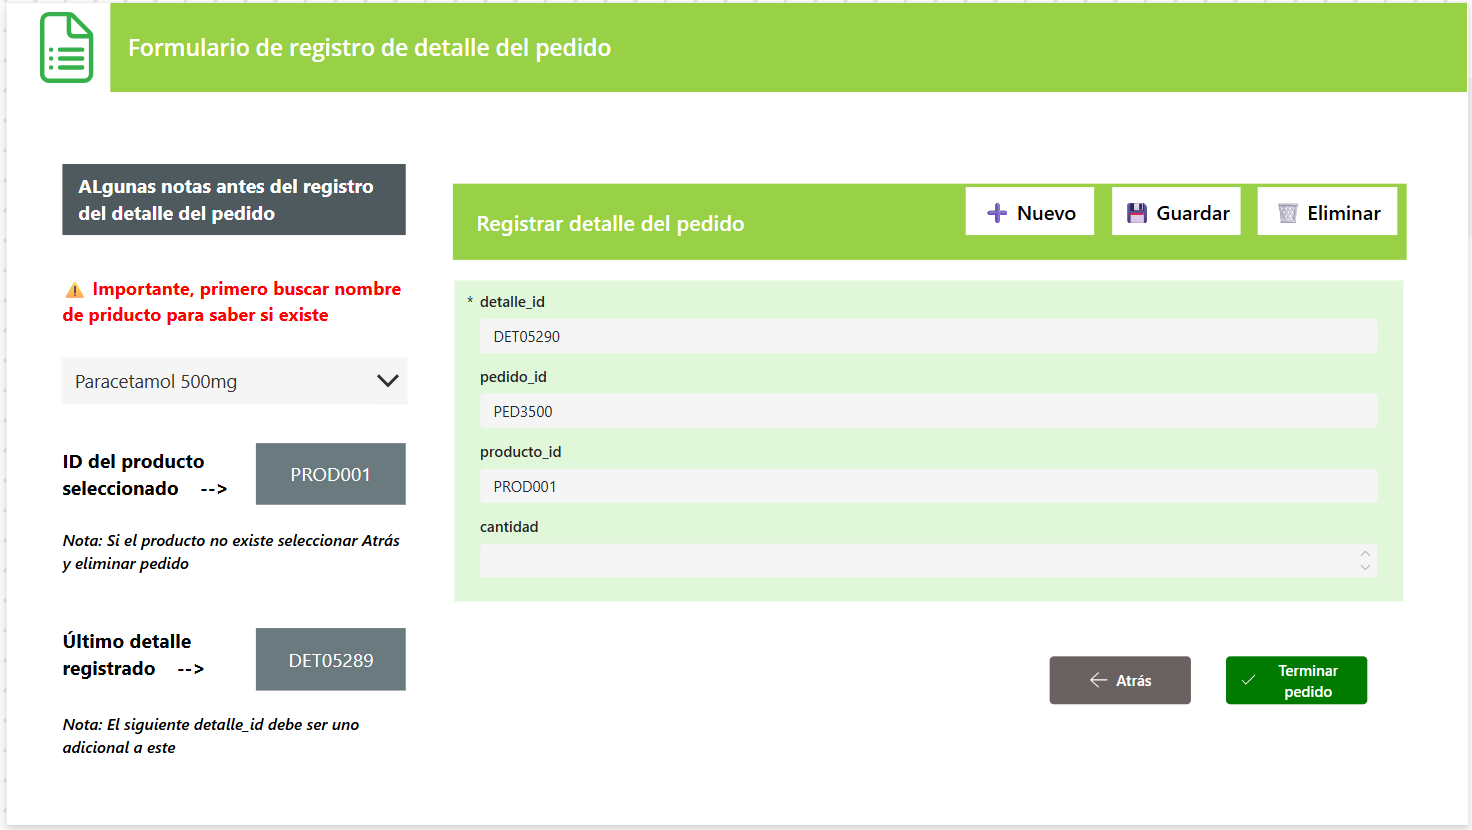 Formulario de registro de detalle del pedido
ALgunas notas antes del registro
del detalle del pedido
Importante, primero buscar nombre
de priducto para saber si existe
Paracetamol 500mg
ID del producto
seleccionado -->
PROD001
Nota: Si el producto no existe seleccionar Atrás
y eliminar pedido
Último detalle
registrado -->
DET05289
Nota: El siguiente detalle_id debe ser uno
adicional a este
Registrar detalle del pedido
Nuevo
Guardar
Eliminar
* detalle_id
DET05290
pedido_id
PED3500
producto_id
PROD001
cantidad
Atrás
Terminar
pedido